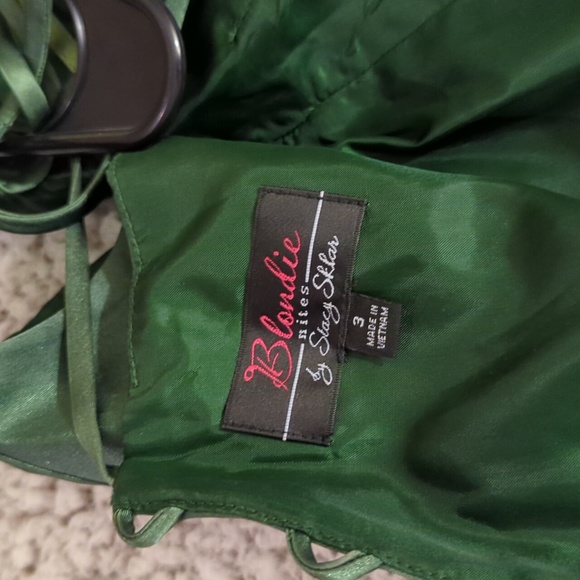 Blondie
nites
by Stacy Sklar
3
MADE IN
VIETNAM